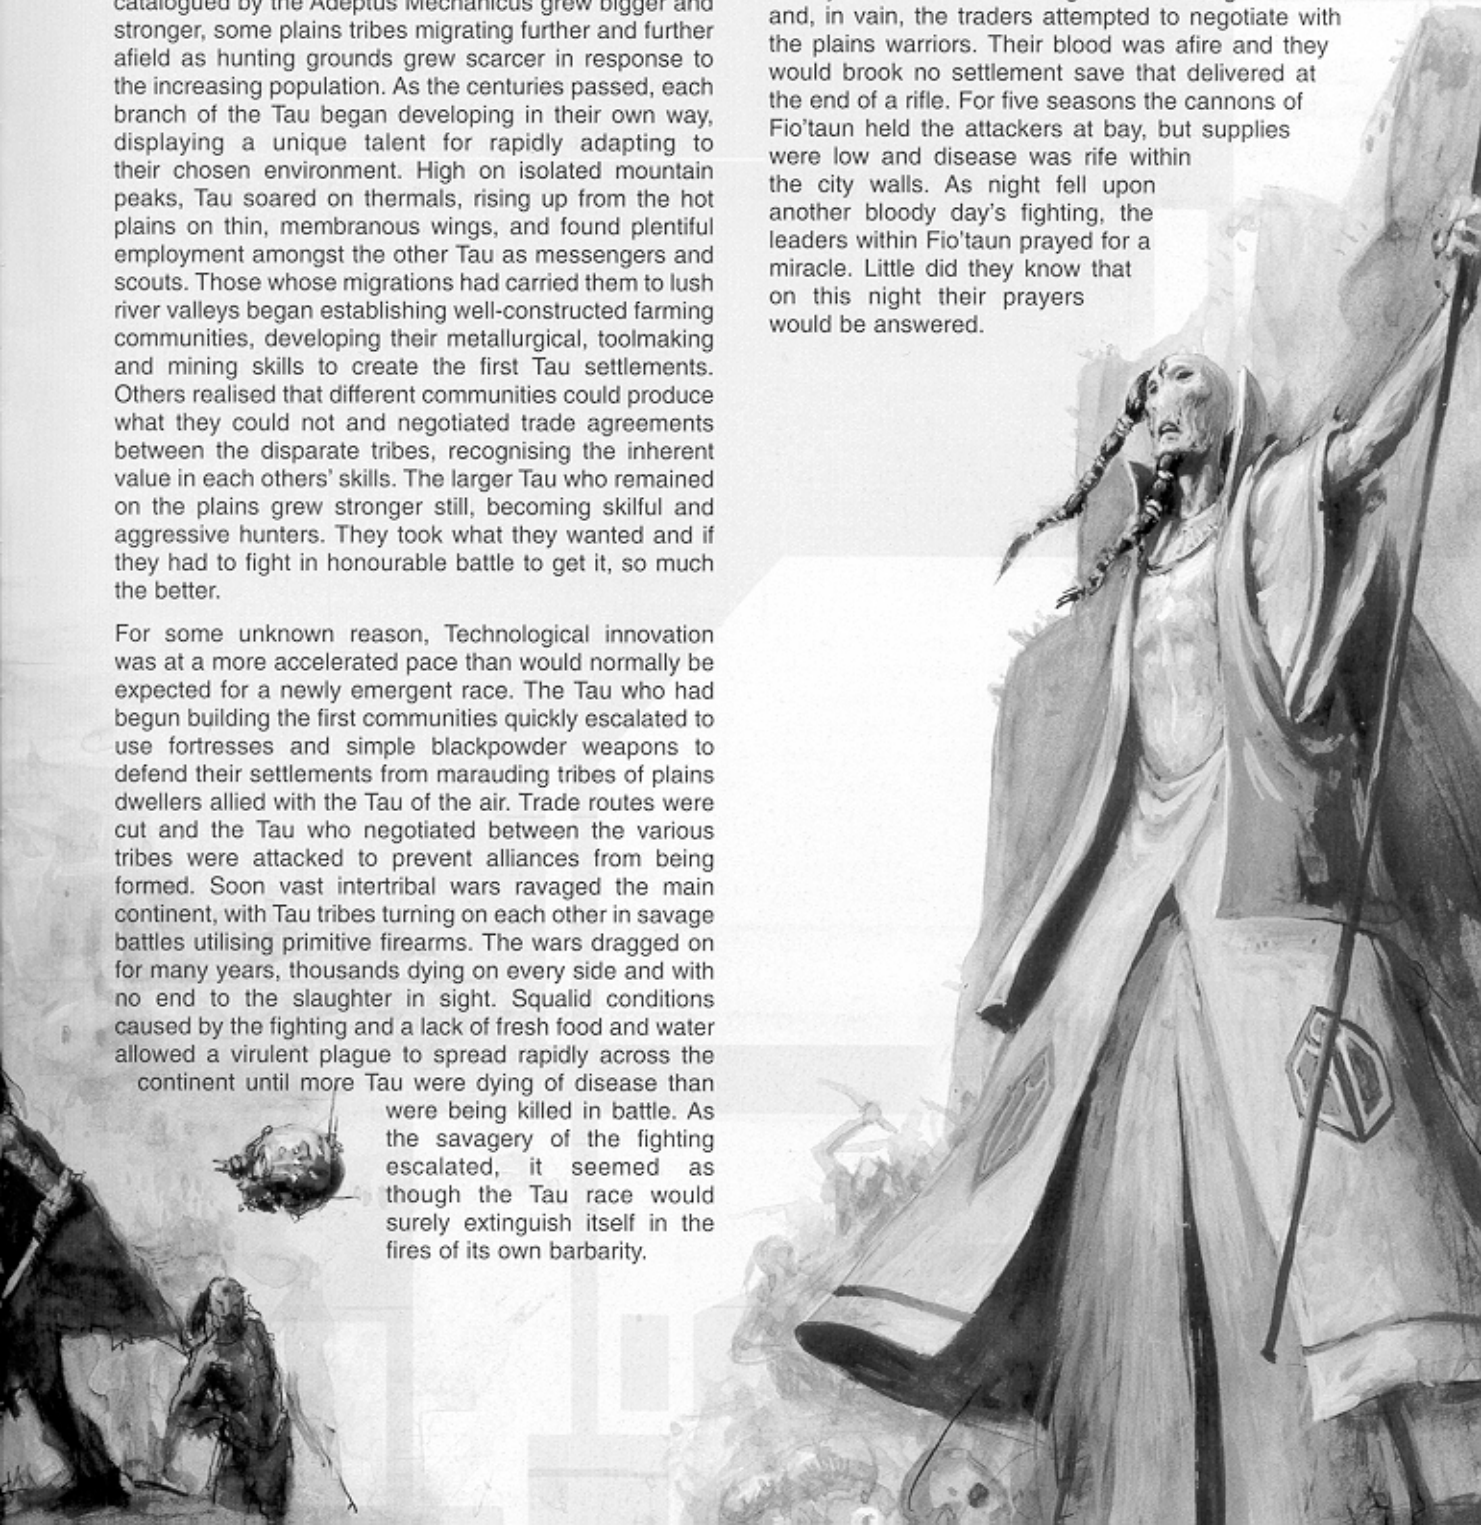 catalogued by the Adeptus Mechanicus grew bigger and
stronger, some plains tribes migrating further and further
afield as hunting grounds grew scarcer in response to
the increasing population. As the centuries passed, each
branch of the Tau began developing in their own way,
displaying a unique talent for rapidly adapting to
their chosen environment. High on isolated mountain
peaks, Tau soared on thermals, rising up from the hot
plains on thin, membranous wings, and found plentiful
employment amongst the other Tau as messengers and
scouts. Those whose migrations had carried them to lush
river valleys began establishing well-constructed farming
communities, developing their metallurgical, toolmaking
and mining skills to create the first Tau settlements.
Others realised that different communities could produce
what they could not and negotiated trade agreements
between the disparate tribes, recognising the inherent
value in each others' skills. The larger Tau who remained
on the plains grew stronger still, becoming skilful and
aggressive hunters. They took what they wanted and if
they had to fight in honourable battle to get it, so much
the better.
For some unknown reason, Technological innovation
was at a more accelerated pace than would normally be
expected for a newly emergent race. The Tau who had
begun building the first communities quickly escalated to
use fortresses and simple blackpowder weapons to
defend their settlements from marauding tribes of plains
dwellers allied with the Tau of the air. Trade routes were
cut and the Tau who negotiated between the various
tribes were attacked to prevent alliances from being
formed. Soon vast intertribal wars ravaged the main
continent, with Tau tribes turning on each other in savage
battles utilising primitive firearms. The wars dragged on
for many years, thousands dying on every side and with
no end to the slaughter in sight. Squalid conditions
caused by the fighting and a lack of fresh food and water
allowed a virulent plague to spread rapidly across the
continent until more Tau were dying of disease than
were being killed in battle. As
the savagery of the fighting
escalated, it seemed as
though the Tau race would
surely extinguish itself in the
fires of its own barbarity.
and, in vain, the traders attempted to negotiate with
the plains warriors. Their blood was afire and they
would brook no settlement save that delivered at
the end of a rifle. For five seasons the cannons of
Fio'taun held the attackers at bay, but supplies
were low and disease was rife within
the city walls. As night fell upon
another bloody day's fighting, the
leaders within Fio'taun prayed for a
miracle. Little did they know that
on this night their prayers
would be answered.